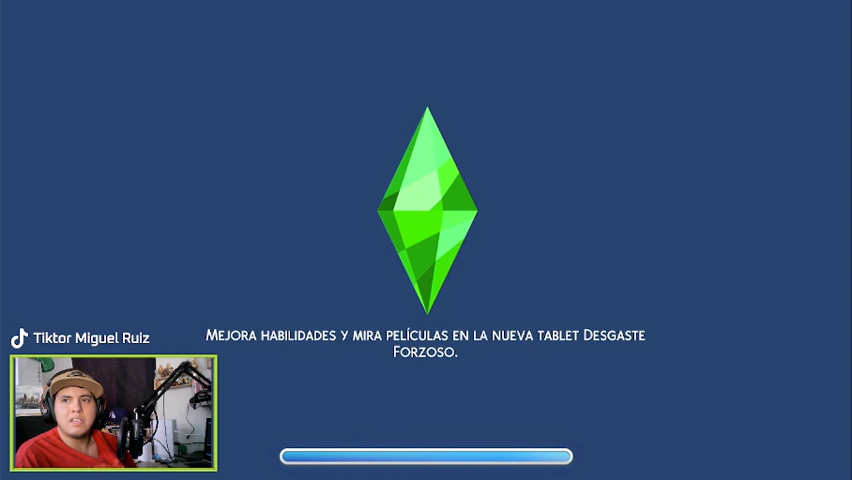 Tiktor Miguel Ruiz
Mejora habilidades y mira películas en la nueva tablet Desgaste
Forzoso.